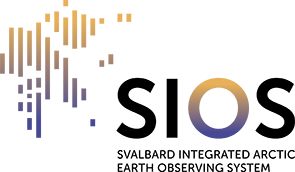 SIOS
SVALBARD INTEGRATED ARCTIC
EARTH OBSERVING SYSTEM